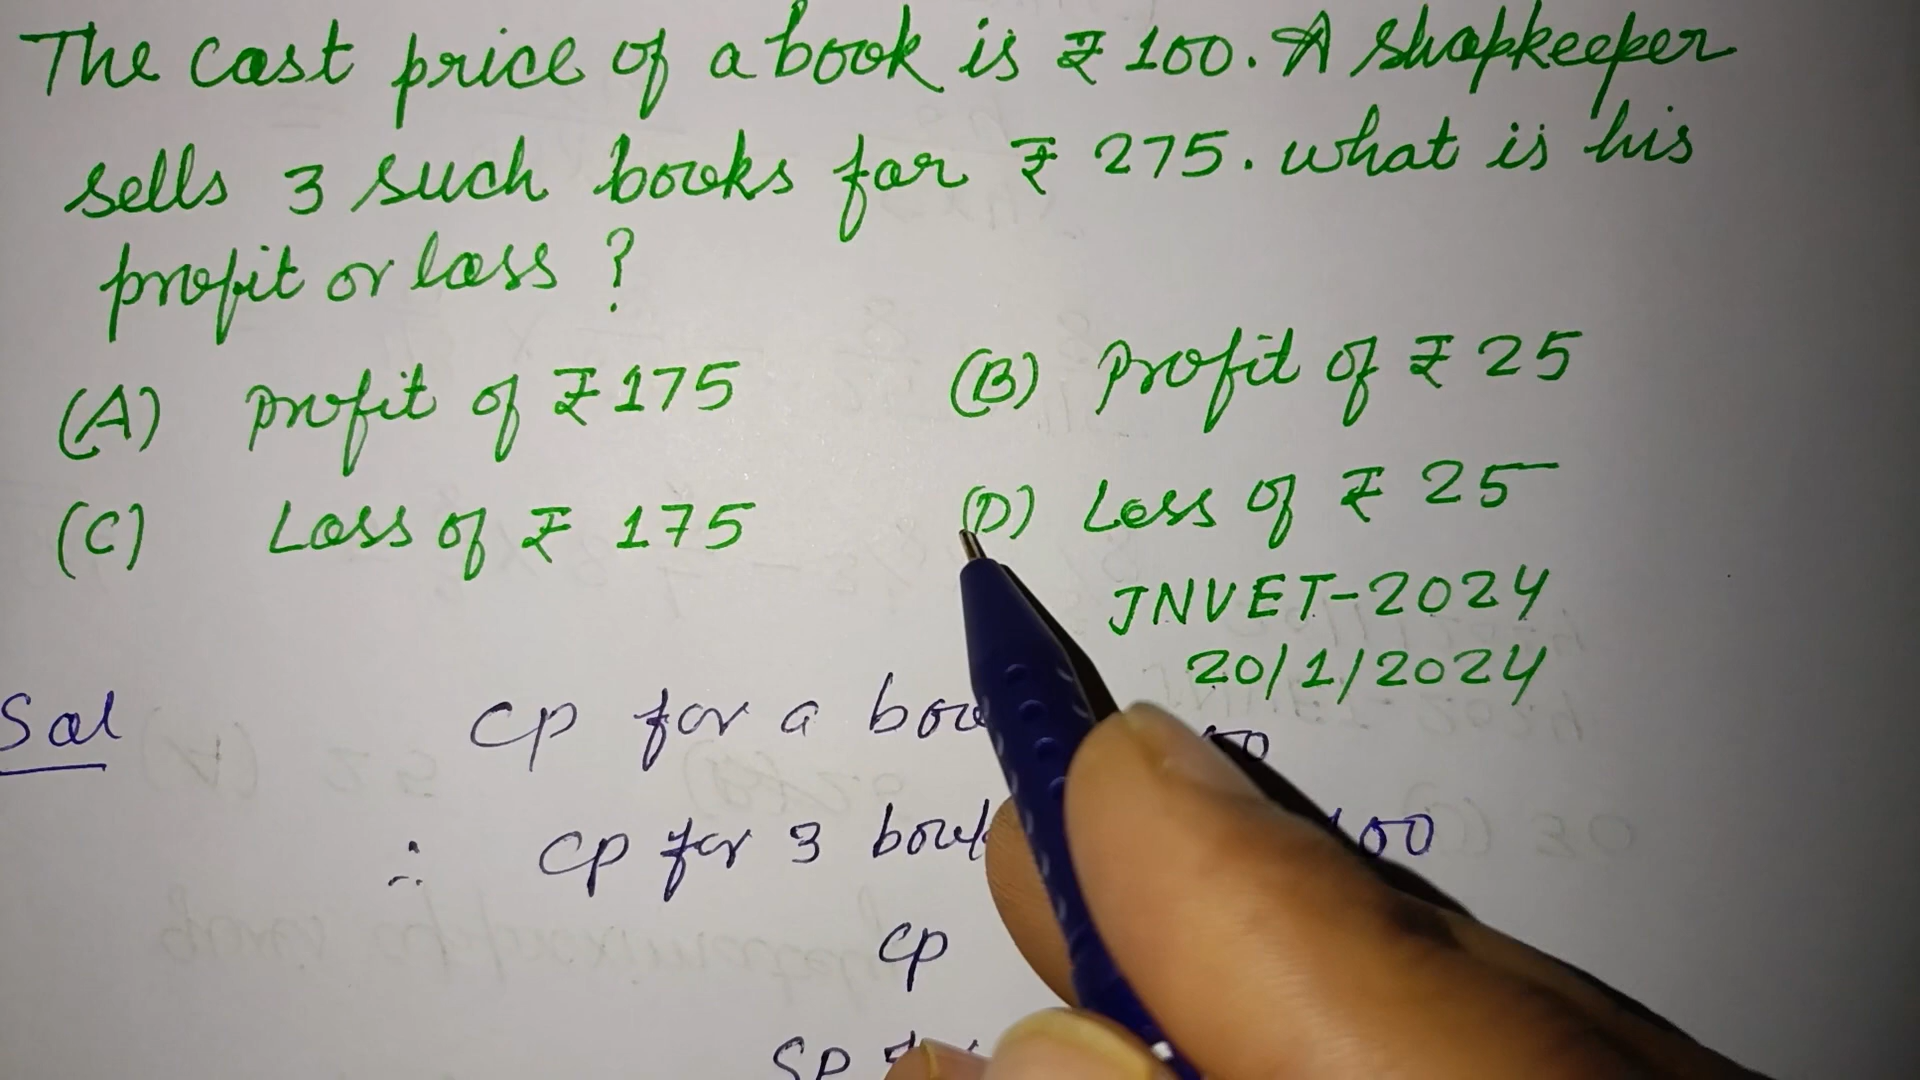 The cost price of a book is ₹ 100. A shopkeeper
sells 3 such books for ₹ 275. what is his
profit or loss ?
(A) profit of ₹ 175 (B) profit of ₹ 25
(C) Loss of ₹ 175 (D) Loss of ₹ 25
JNVET-2024
20/1/2024
Sol CP for a
∴ CP for 3 100
CP
SP